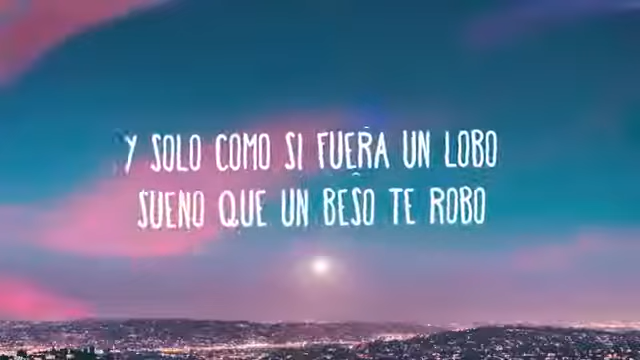 Y SOLO COMO SI FUERA UN LOBO
SUENO QUE UN BESO TE ROBO